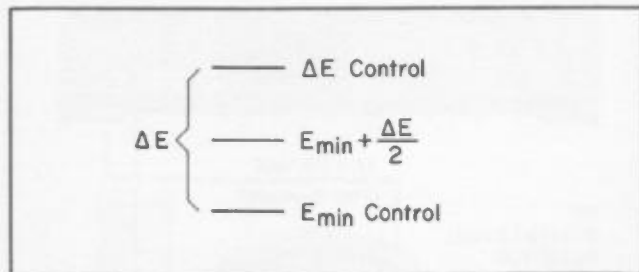 ΔE Control
ΔE
E_min + ΔE/2
E_min Control